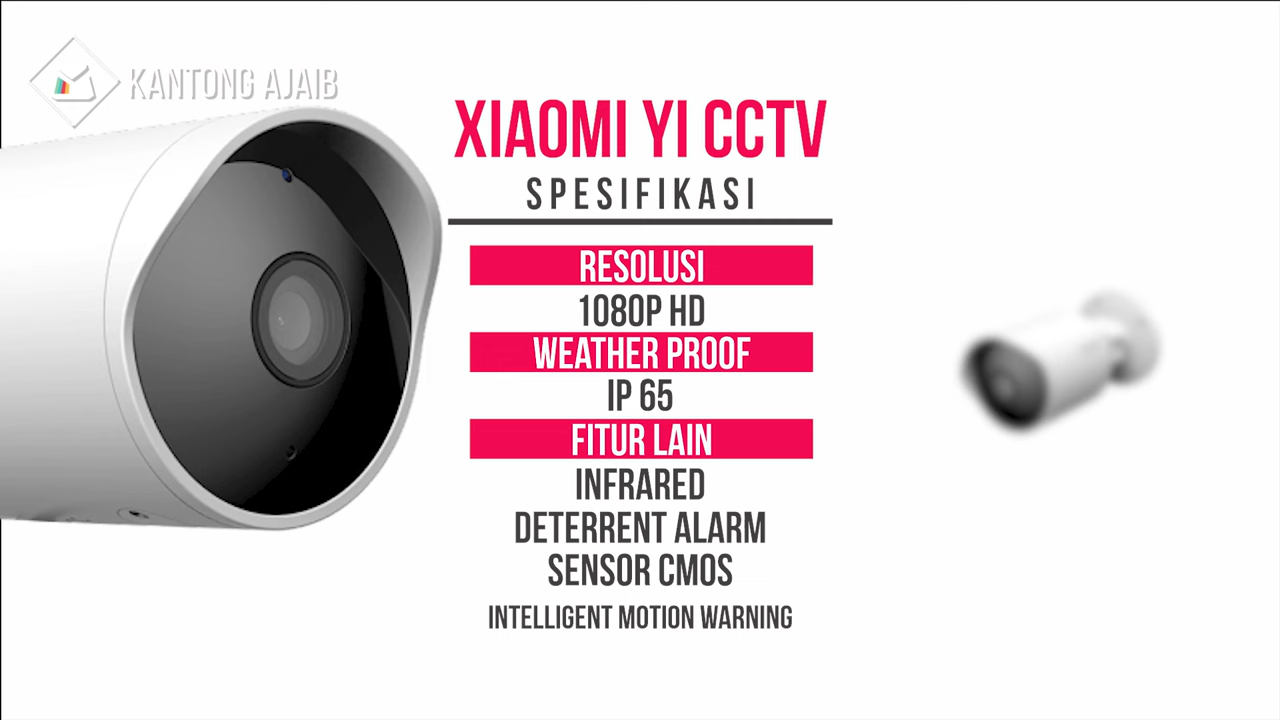 KANTONG AJAIB
XIAOMI YI CCTV
SPESIFIKASI
RESOLUSI
1080P HD
WEATHER PROOF
IP 65
FITUR LAIN
INFRARED
DETERRENT ALARM
SENSOR CMOS
INTELLIGENT MOTION WARNING